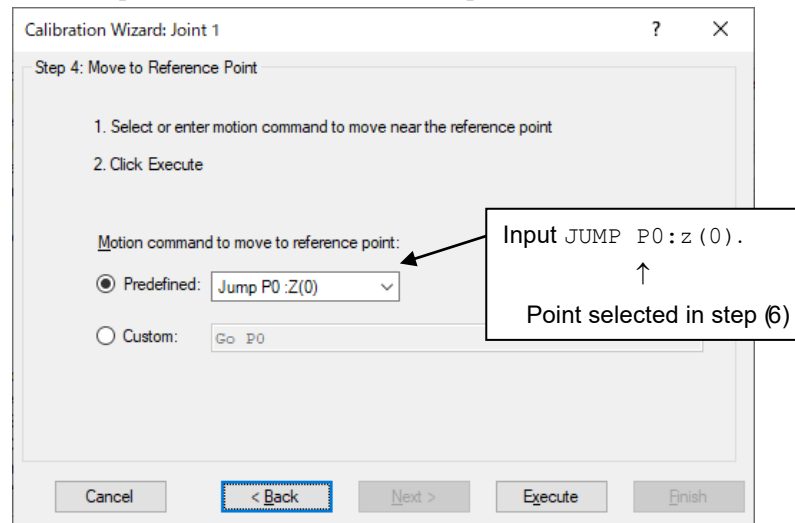 Calibration Wizard: Joint 1 ? ×
Step 4: Move to Reference Point
1. Select or enter motion command to move near the reference point
2. Click Execute
Motion command to move to reference point:
Input JUMP P0:z(0).
↑
Point selected in step (6)
Predefined: Jump P0 :Z(0)
Custom: Go P0
Cancel < Back Next > Execute Finish